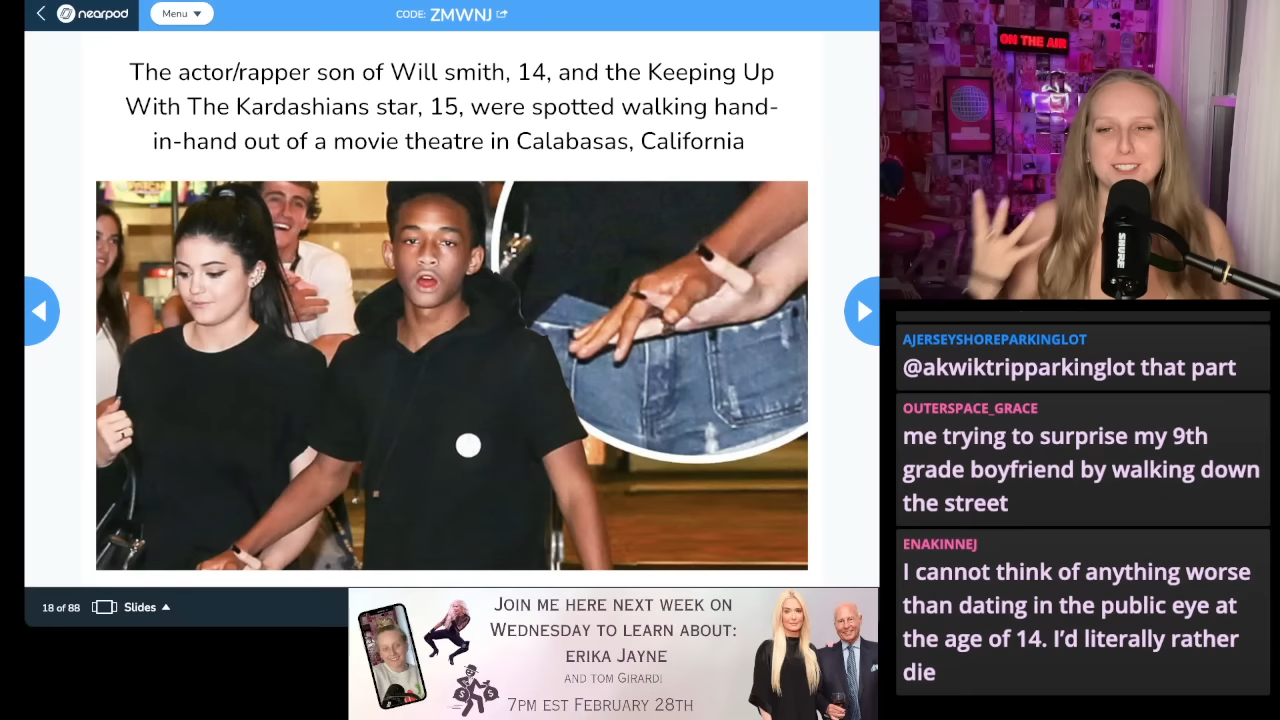 nearpod
Menu
CODE: ZMWNJ
The actor/rapper son of Will smith, 14, and the Keeping Up
With The Kardashians star, 15, were spotted walking hand-
in-hand out of a movie theatre in Calabasas, California
18 of 88
Slides
JOIN ME HERE NEXT WEEK ON
WEDNESDAY TO LEARN ABOUT:
ERIKA JAYNE
AND TOM GIRARDI
7PM EST FEBRUARY 28TH
ON THE AIR
SHURE
AJERSEYSHOREPARKINGLOT
@akwiktripparkinglot that part
OUTERSPACE_GRACE
me trying to surprise my 9th
grade boyfriend by walking down
the street
ENAKINNEJ
I cannot think of anything worse
than dating in the public eye at
the age of 14. I’d literally rather
die